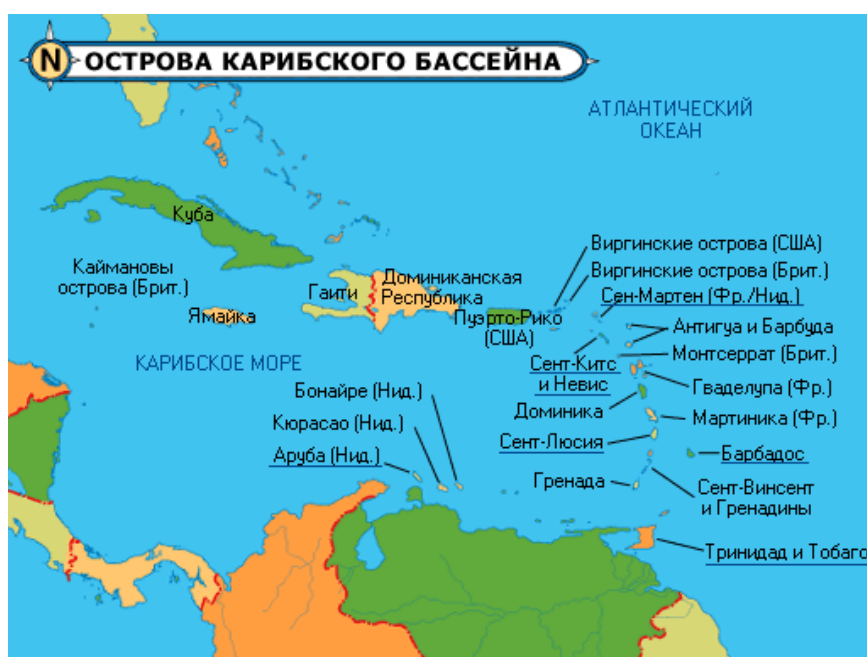 N
ОСТРОВА КАРИБСКОГО БАССЕЙНА
АТЛАНТИЧЕСКИЙ
ОКЕАН
Куба
Каймановы
острова (Брит.)
Ямайка
Гаити
Доминиканская
Республика
Пуэрто-Рико
(США)
Виргинские острова (США)
Виргинские острова (Брит.)
Сен-Мартен (Фр./Нид.)
Антигуа и Барбуда
Монтсеррат (Брит.)
Сент-Китс
и Невис
Гваделупа (Фр.)
Доминика
Мартиника (Фр.)
Сент-Люсия
Барбадос
Гренада
Сент-Винсент
и Гренадины
Тринидад и Тобаго
КАРИБСКОЕ МОРЕ
Бонайре (Нид.)
Кюрасао (Нид.)
Аруба (Нид.)